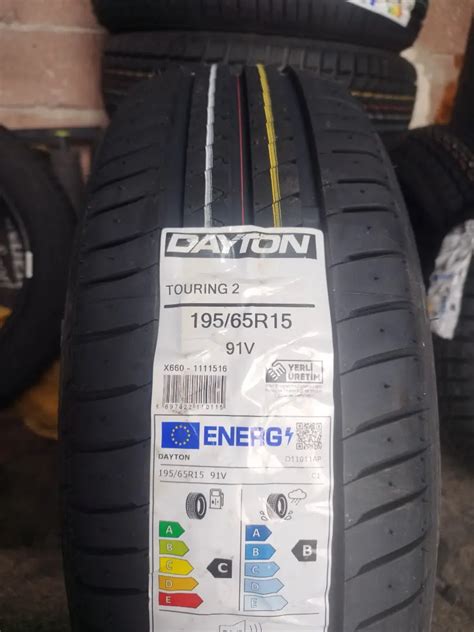 DAYTON
TOURING 2
195/65R15
91V
X660 - 1111516
YERLİ
ÜRETİM
ENERG
DAYTON
195/65R15 91V
C1
A
B
C
D
E
C
A
B
C
D
E
B